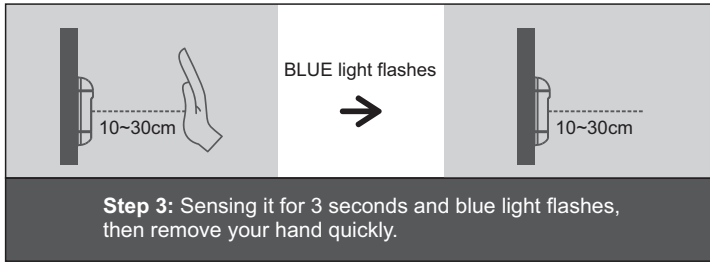 BLUE light flashes
10~30cm
10~30cm
Step 3: Sensing it for 3 seconds and blue light flashes,
then remove your hand quickly.